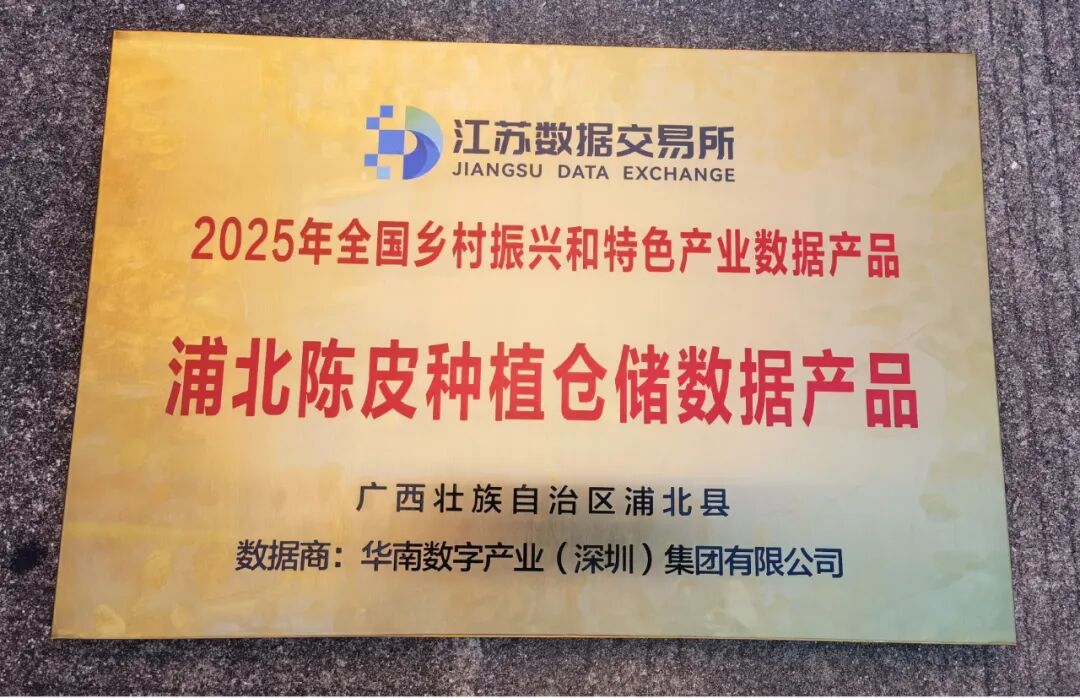 江苏数据交易所
JIANGSU DATA EXCHANGE
2025年全国乡村振兴和特色产业数据产品
浦北陈皮种植仓储数据产品
广西壮族自治区浦北县
数据商：华南数字产业（深圳）集团有限公司